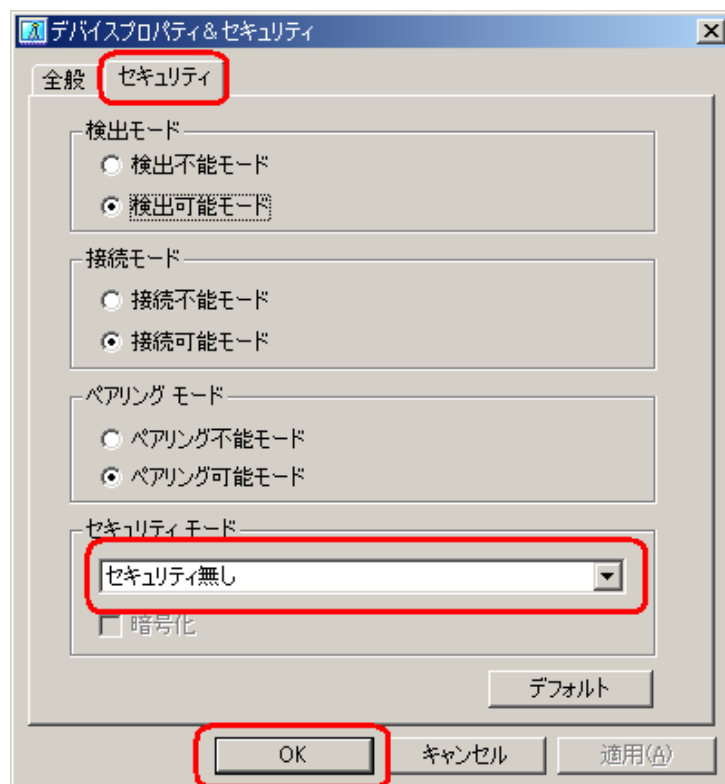 デバイスプロパティ&セキュリティ
全般 セキュリティ
検出モード
検出不能モード
検出可能モード
接続モード
接続不能モード
接続可能モード
ペアリング モード
ペアリング不能モード
ペアリング可能モード
セキュリティ モード
セキュリティ無し
暗号化
デフォルト
OK キャンセル 適用(A)